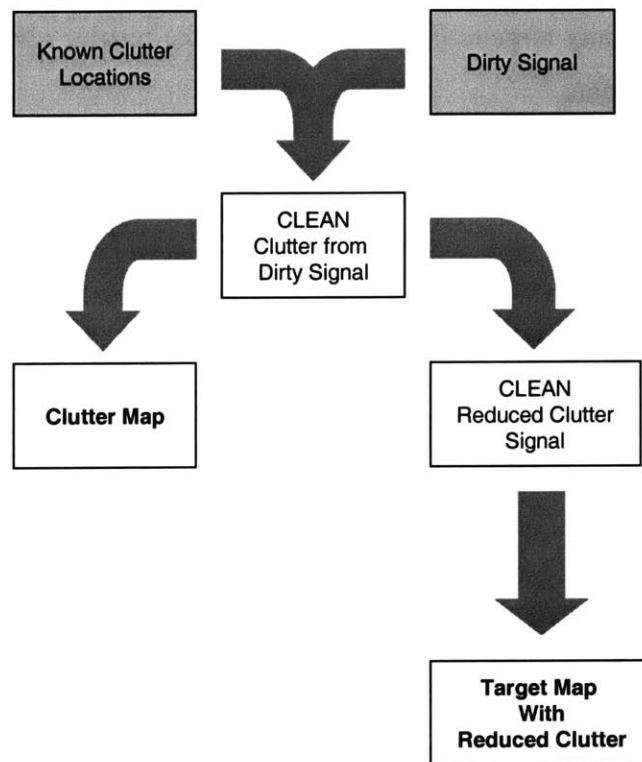 Known Clutter
Locations
Dirty Signal
CLEAN
Clutter from
Dirty Signal
Clutter Map
CLEAN
Reduced Clutter
Signal
Target Map
With
Reduced Clutter